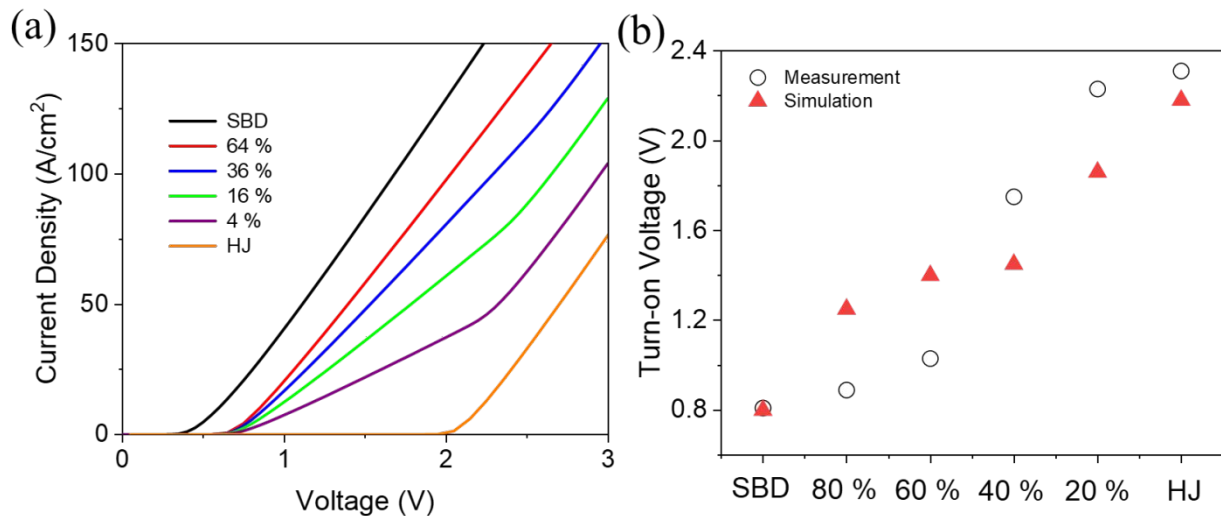 (a)
150
100
50
0
Current Density (A/cm²)
SBD
64 %
36 %
16 %
4 %
HJ
0
1
2
3
Voltage (V)
(b)
2.4
2.0
1.6
1.2
0.8
Turn-on Voltage (V)
Measurement
Simulation
SBD
80 %
60 %
40 %
20 %
HJ